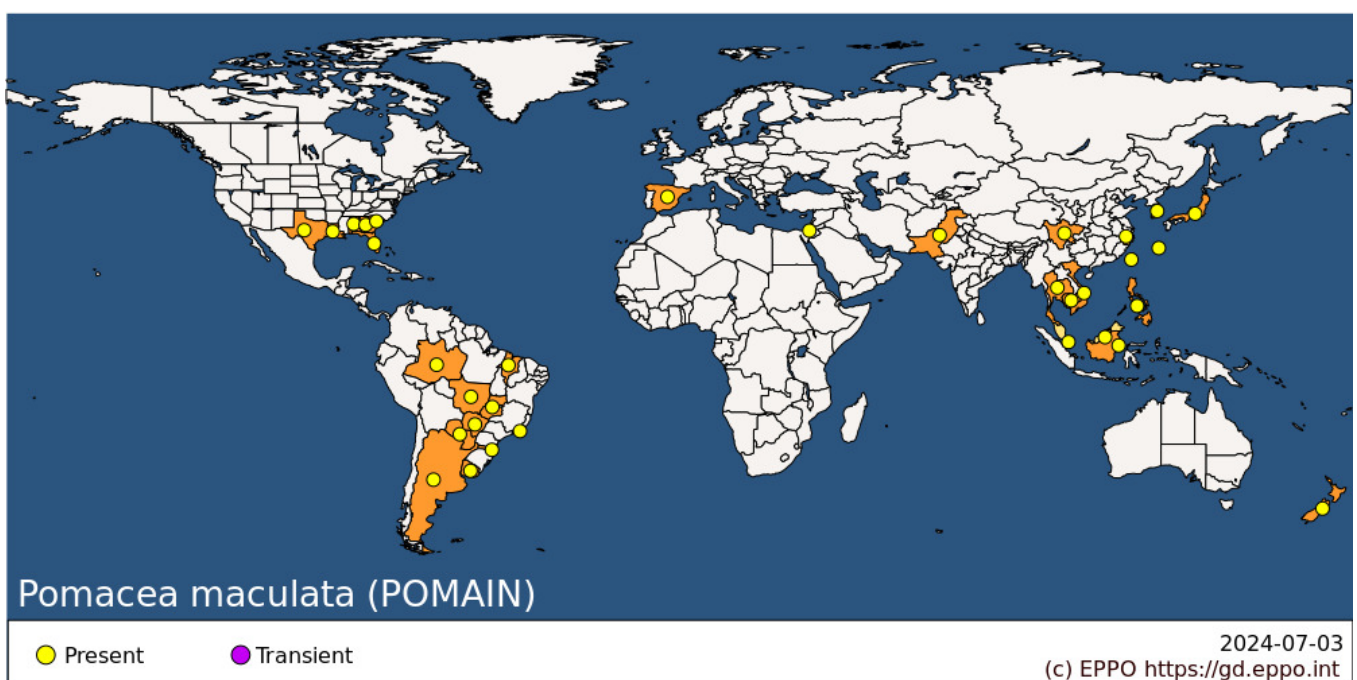 Pomacea maculata (POMAIN)
Present
Transient
2024-07-03
(c) EPPO https://gd.eppo.int